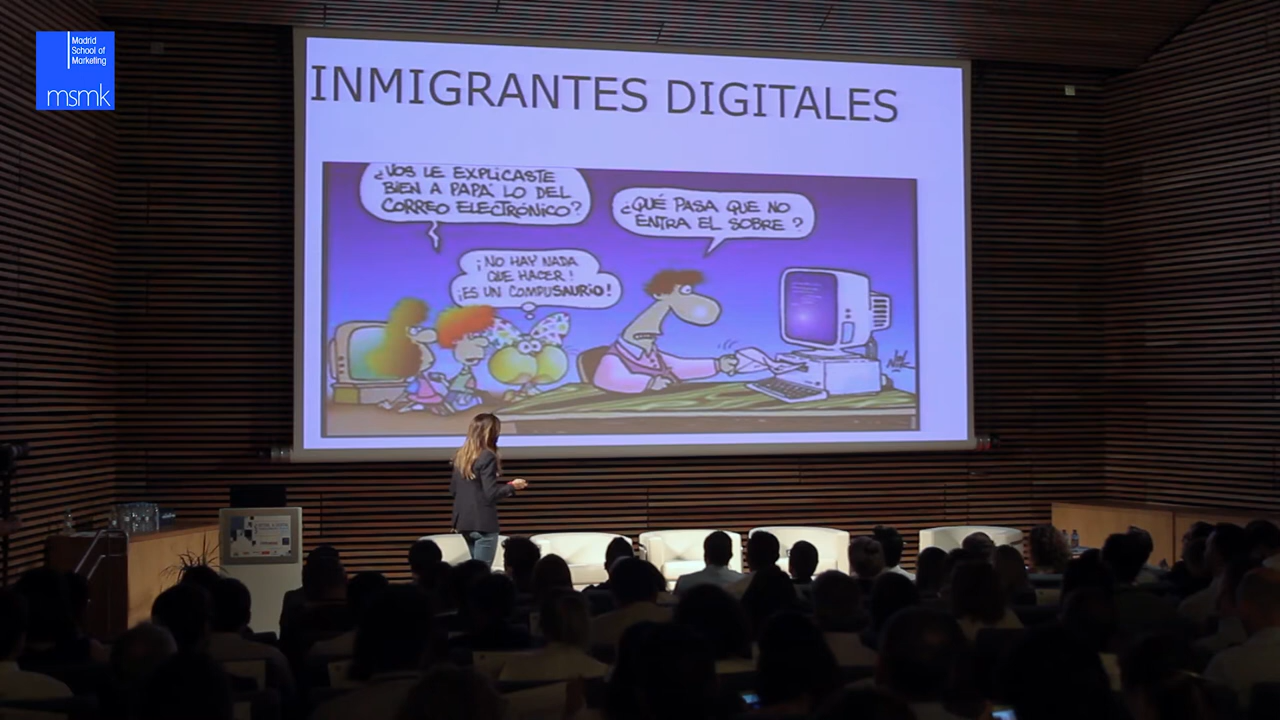 Madrid
School of
Marketing
msmk
INMIGRANTES DIGITALES
¿VOS LE EXPLICASTE
BIEN A PAPÁ LO DEL
CORREO ELECTRÓNICO?
¿QUÉ PASA QUE NO
ENTRA EL SOBRE?
¡NO HAY NADA
QUE HACER!
¡ES UN COMPUSAURIO!
NIK